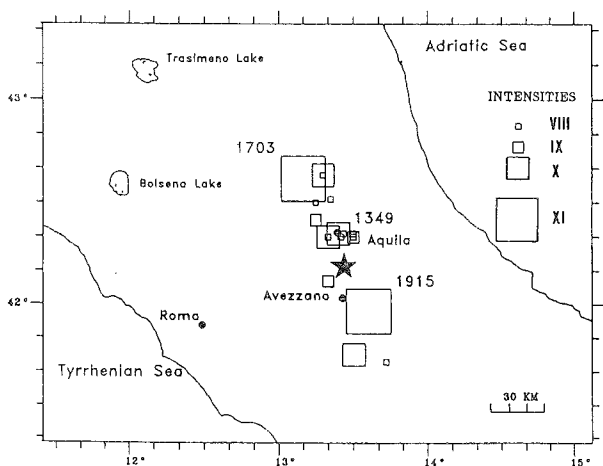 Adriatic Sea
Trasimeno Lake
43°
INTENSITIES
VIII
IX
X
XI
1703
Bolsena Lake
1349
Aquila
1915
42°
Avezzano
Roma
Tyrrhenian Sea
30 KM
12°
13°
14°
15°